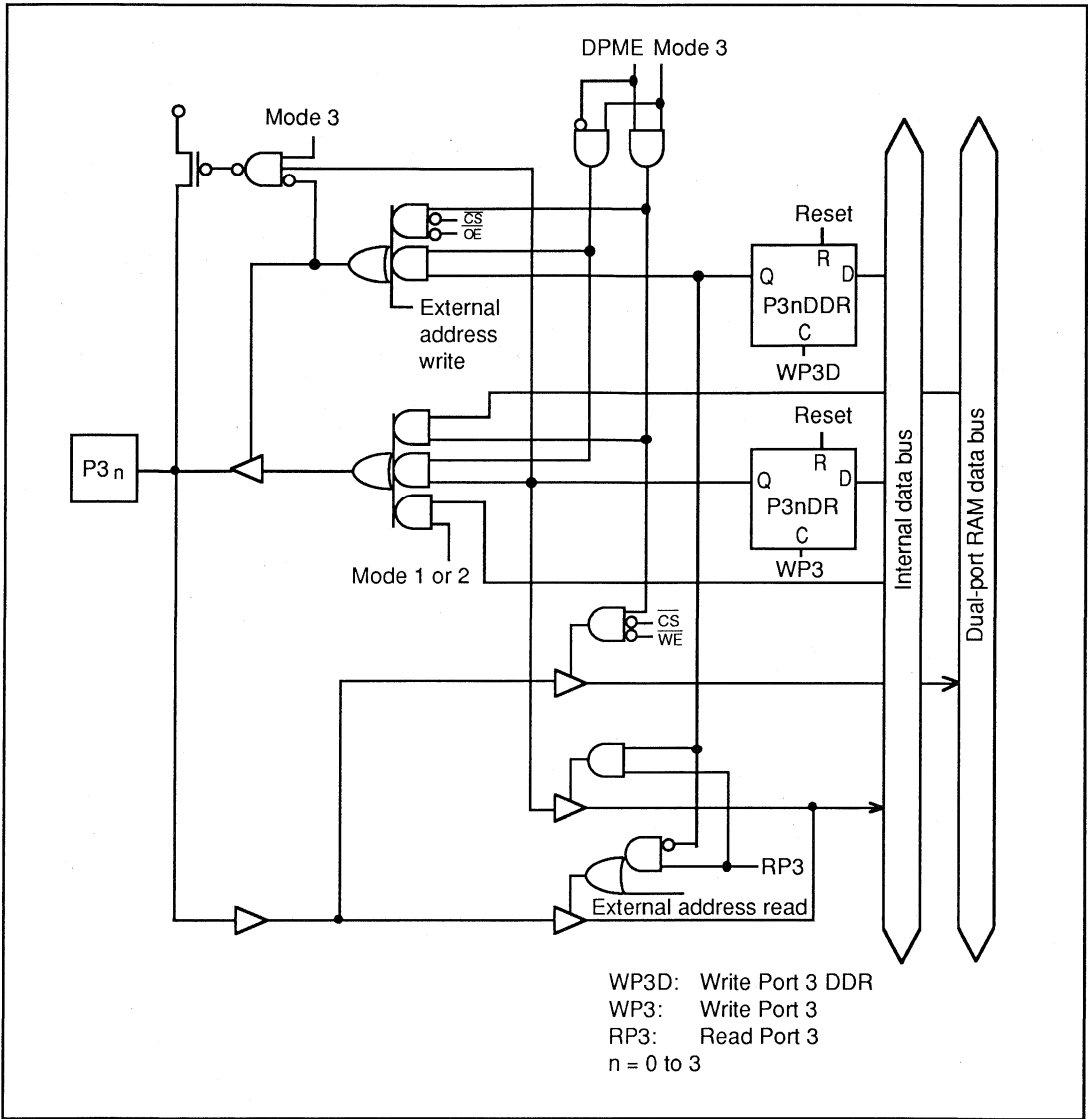 DPME Mode 3
Mode 3
CS
OE
Reset
R
Q D
P3nDDR
C
WP3D
External
address
write
Reset
R
Q D
P3nDR
C
WP3
P3 n
Mode 1 or 2
Internal data bus
Dual-port RAM data bus
CS
WE
RP3
External address read
WP3D: Write Port 3 DDR
WP3: Write Port 3
RP3: Read Port 3
n = 0 to 3